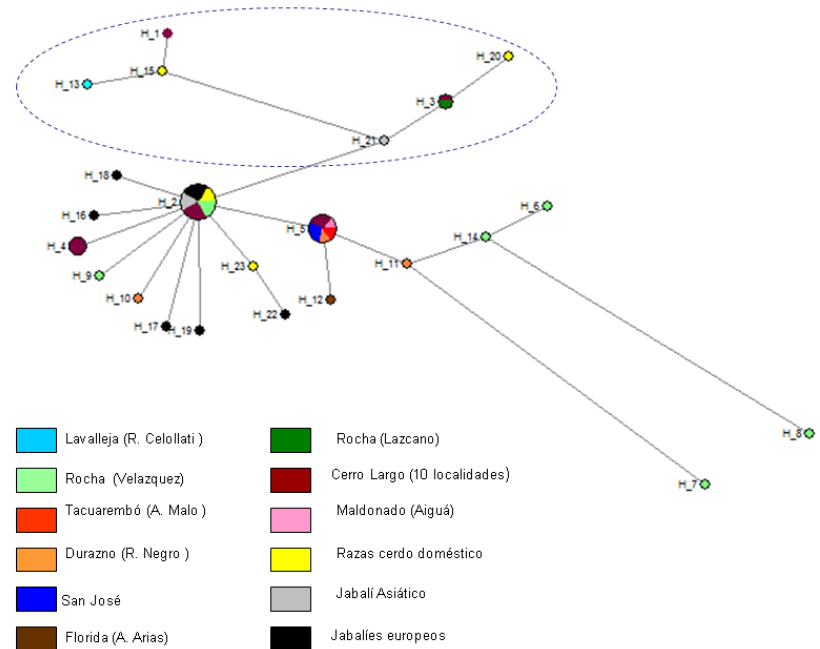 H_1
H_20
H_15
H_13
H_3
H_21
H_18
H_2
H_6
H_16
H_5
H_14
H_4
H_11
H_23
H_9
H_10
H_12
H_22
H_17
H_19
H_8
H_7
Lavalleja (R. Celollati )
Rocha (Lazcano)
Rocha (Velazquez)
Cerro Largo (10 localidades)
Tacuarembó (A. Malo )
Maldonado (Aiguá)
Durazno (R. Negro )
Razas cerdo doméstico
San José
Jabalí Asiático
Florida (A. Arias)
Jabalíes europeos